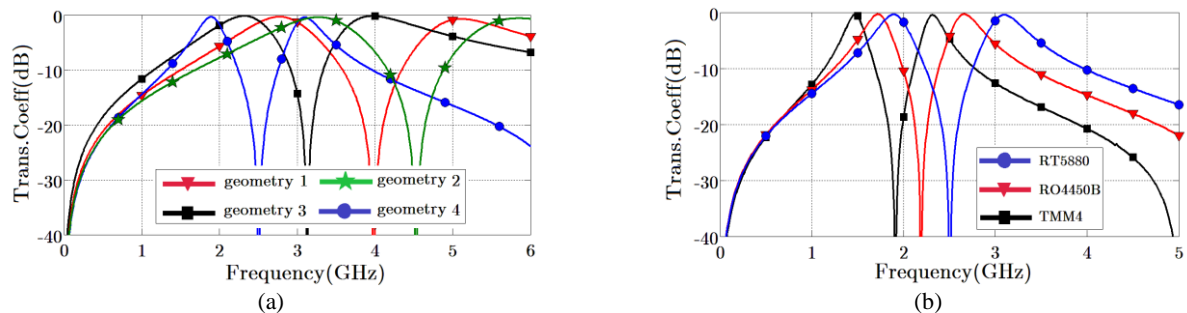 Trans.Coeff(dB)
0
-10
-20
-30
-40
geometry 1
geometry 2
geometry 3
geometry 4
0 1 2 3 4 5 6
Frequency(GHz)
(a)
Trans.Coeff(dB)
0
-10
-20
-30
-40
RT5880
RO4450B
TMM4
0 1 2 3 4 5
Frequency(GHz)
(b)